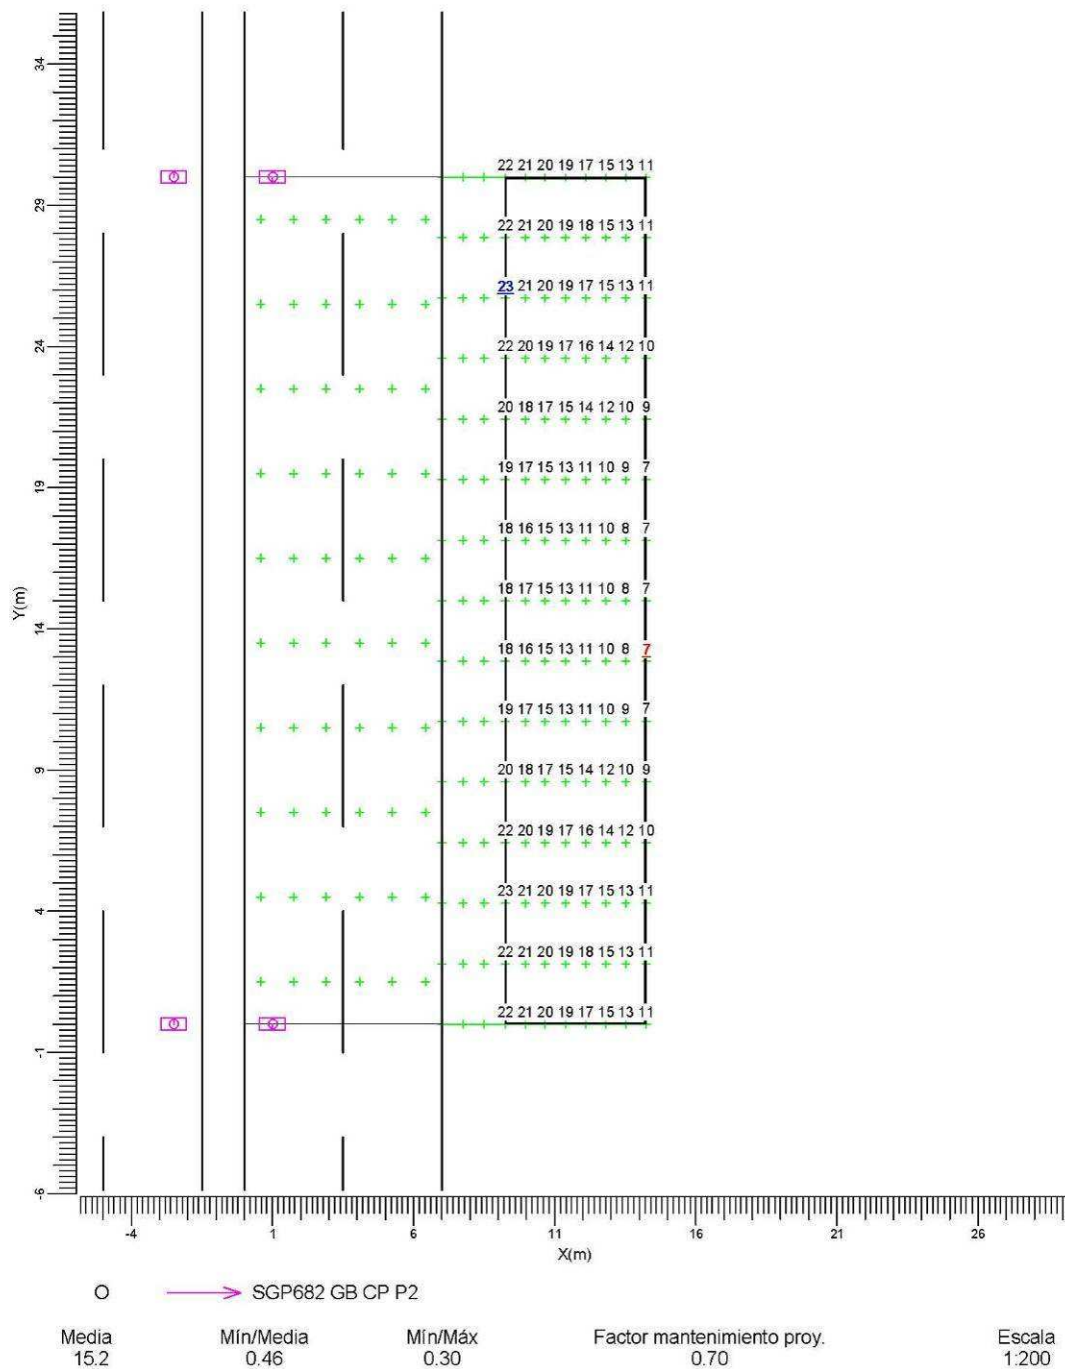 34
22 21 20 19 17 15 13 11
29
22 21 20 19 18 15 13 11
23 21 20 19 17 15 13 11
24
22 20 19 17 16 14 12 10
20 18 17 15 14 12 10 9
19
19 17 15 13 11 10 9 7
18 16 15 13 11 10 8 7
Y(m)
18 17 15 13 11 10 8 7
14
18 16 15 13 11 10 8 7
19 17 15 13 11 10 9 7
9
20 18 17 15 14 12 10 9
22 20 19 17 16 14 12 10
23 21 20 19 17 15 13 11
4
22 21 20 19 18 15 13 11
22 21 20 19 17 15 13 11
-1
-6
-4 1 6 11 16 21 26
X(m)
SGP682 GB CP P2
Media Mín/Media Mín/Máx Factor mantenimiento proy. Escala
15.2 0.46 0.30 0.70 1:200